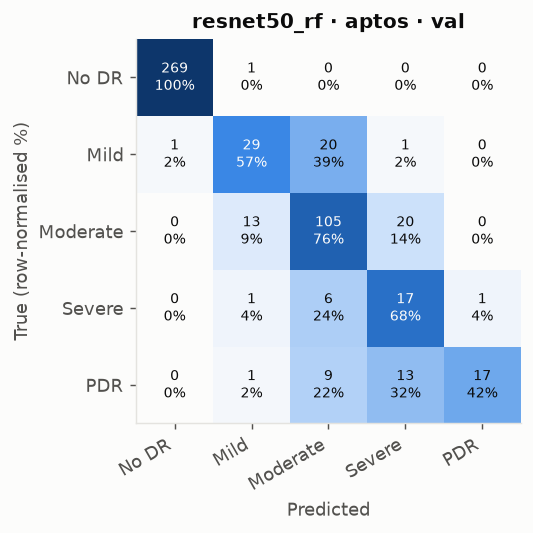 resnet50_rf · aptos · val
True (row-normalised %)
No DR
269 1 0 0 0
100% 0% 0% 0% 0%
Mild
1 29 20 1 0
2% 57% 39% 2% 0%
Moderate
0 13 105 20 0
0% 9% 76% 14% 0%
Severe
0 1 6 17 1
0% 4% 24% 68% 4%
PDR
0 1 9 13 17
0% 2% 22% 32% 42%
No DR Mild Moderate Severe PDR
Predicted